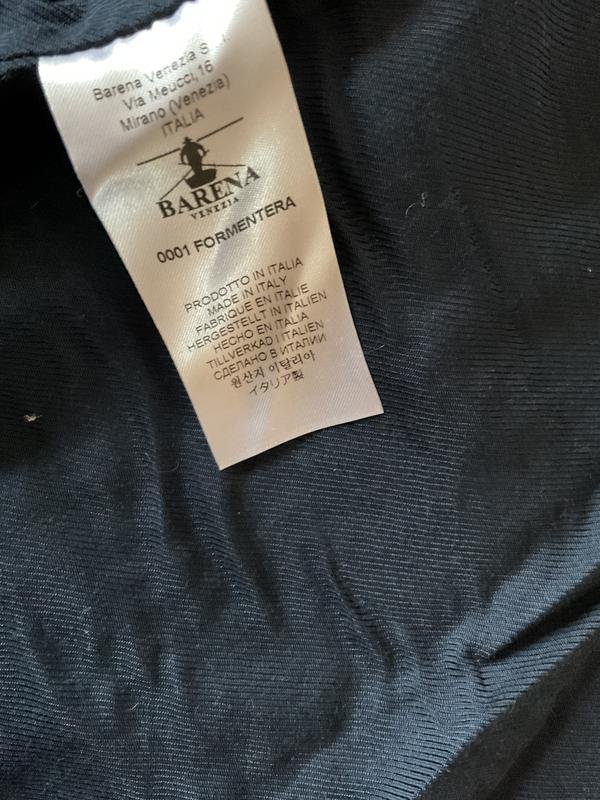 Barena Venezia S
Via Meucci,16
Mirano (Venezia)
ITALIA
BARENA
VENEZIA
0001 FORMENTERA
PRODOTTO IN ITALIA
MADE IN ITALY
FABRIQUE EN ITALIE
HERGESTELLT IN ITALIEN
HECHO EN ITALIA
TILLVERKAD I ITALIEN
СДЕЛАНО В ИТАЛИИ
원산지 이탈리아
イタリア製